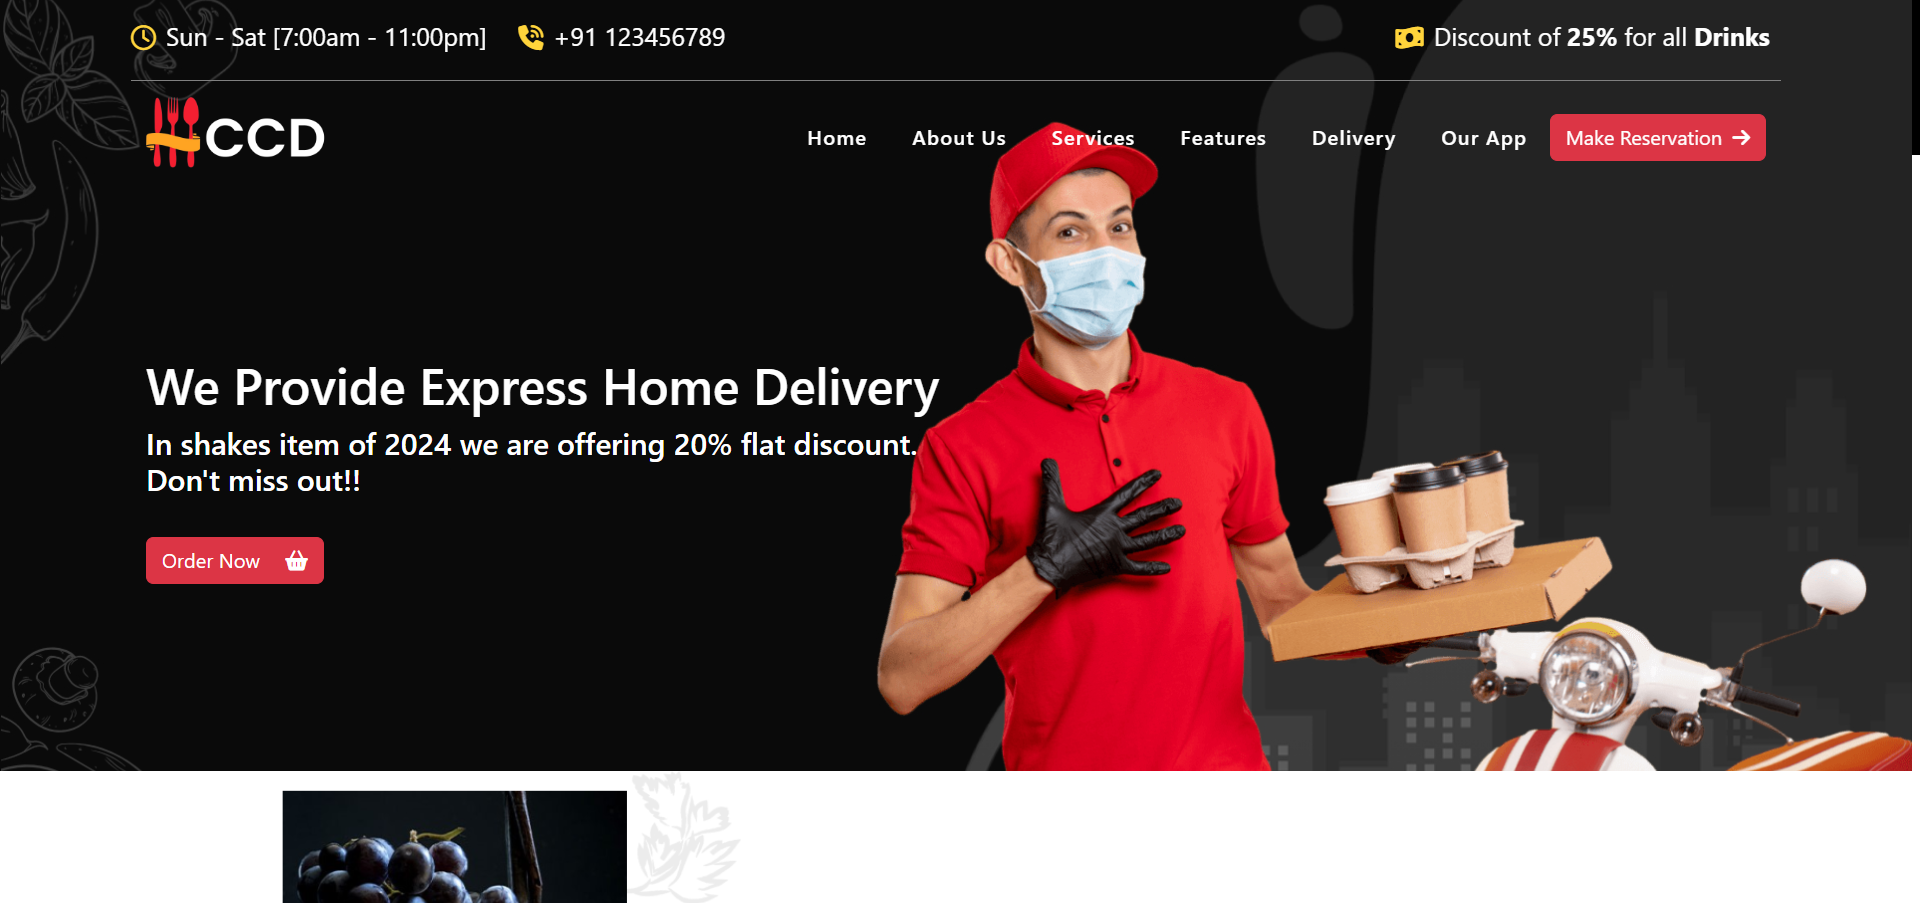 Sun - Sat [7:00am - 11:00pm]
+91 123456789
Discount of 25% for all Drinks
CCD
Home
About Us
Services
Features
Delivery
Our App
Make Reservation
We Provide Express Home Delivery
In shakes item of 2024 we are offering 20% flat discount.
Don't miss out!!
Order Now